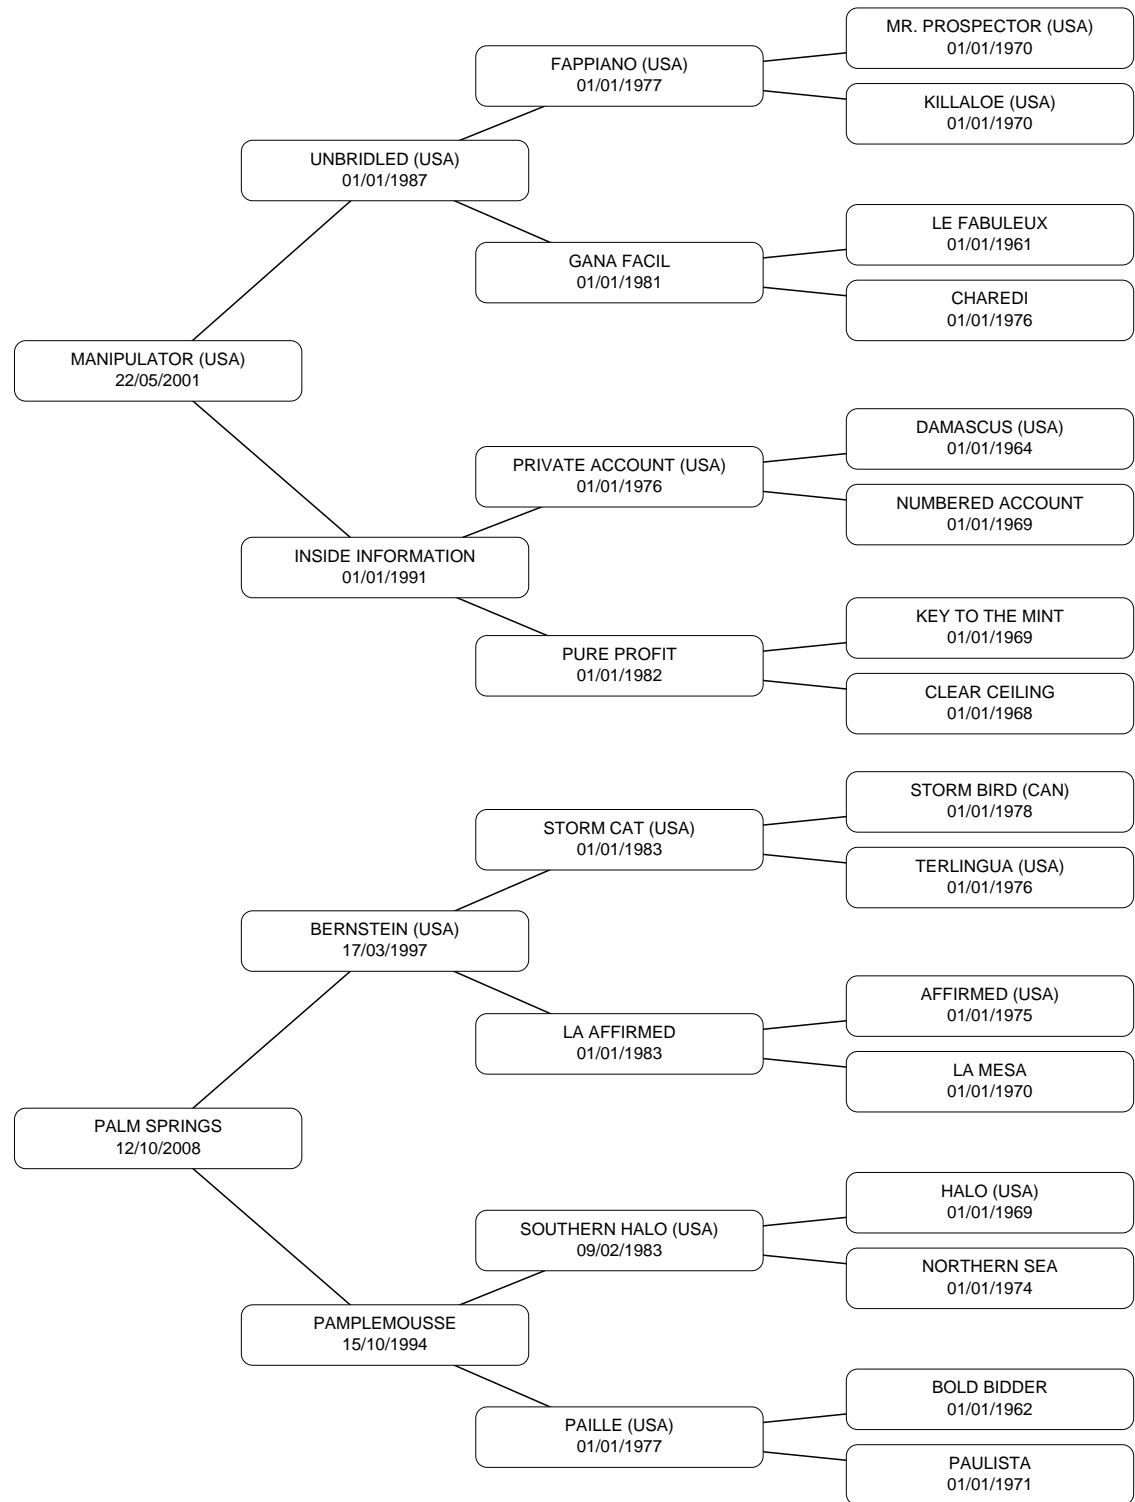 MR. PROSPECTOR (USA)
01/01/1970
FAPPIANO (USA)
01/01/1977
KILLALOE (USA)
01/01/1970
UNBRIDLED (USA)
01/01/1987
LE FABULEUX
01/01/1961
GANA FACIL
01/01/1981
CHAREDI
01/01/1976
MANIPULATOR (USA)
22/05/2001
DAMASCUS (USA)
01/01/1964
PRIVATE ACCOUNT (USA)
01/01/1976
NUMBERED ACCOUNT
01/01/1969
INSIDE INFORMATION
01/01/1991
KEY TO THE MINT
01/01/1969
PURE PROFIT
01/01/1982
CLEAR CEILING
01/01/1968
STORM BIRD (CAN)
01/01/1978
STORM CAT (USA)
01/01/1983
TERLINGUA (USA)
01/01/1976
BERNSTEIN (USA)
17/03/1997
AFFIRMED (USA)
01/01/1975
LA AFFIRMED
01/01/1983
LA MESA
01/01/1970
PALM SPRINGS
12/10/2008
HALO (USA)
01/01/1969
SOUTHERN HALO (USA)
09/02/1983
NORTHERN SEA
01/01/1974
PAMPLEMOUSSE
15/10/1994
BOLD BIDDER
01/01/1962
PAILLE (USA)
01/01/1977
PAULISTA
01/01/1971